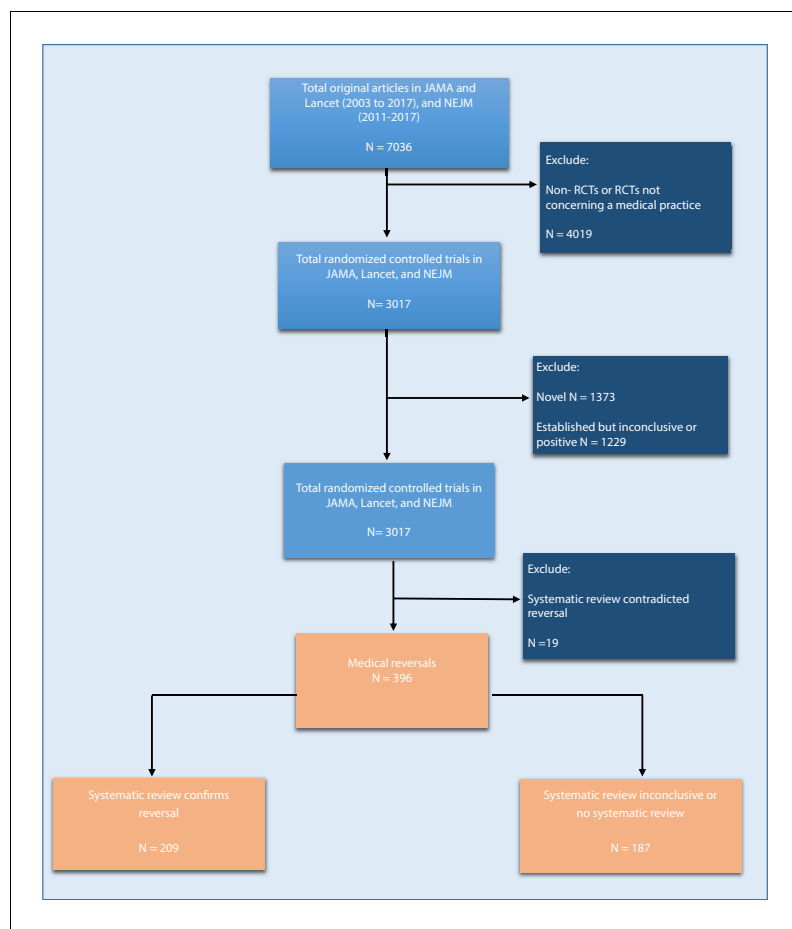 Total original articles in JAMA and
Lancet (2003 to 2017), and NEJM
(2011-2017)
N = 7036
Exclude:
Non- RCTs or RCTs not
concerning a medical practice
N = 4019
Total randomized controlled trials in
JAMA, Lancet, and NEJM
N= 3017
Exclude:
Novel N = 1373
Established but inconclusive or
positive N = 1229
Total randomized controlled trials in
JAMA, Lancet, and NEJM
N= 3017
Exclude:
Systematic review contradicted
reversal
N =19
Medical reversals
N = 396
Systematic review confirms
reversal
N = 209
Systematic review inconclusive or
no systematic review
N = 187